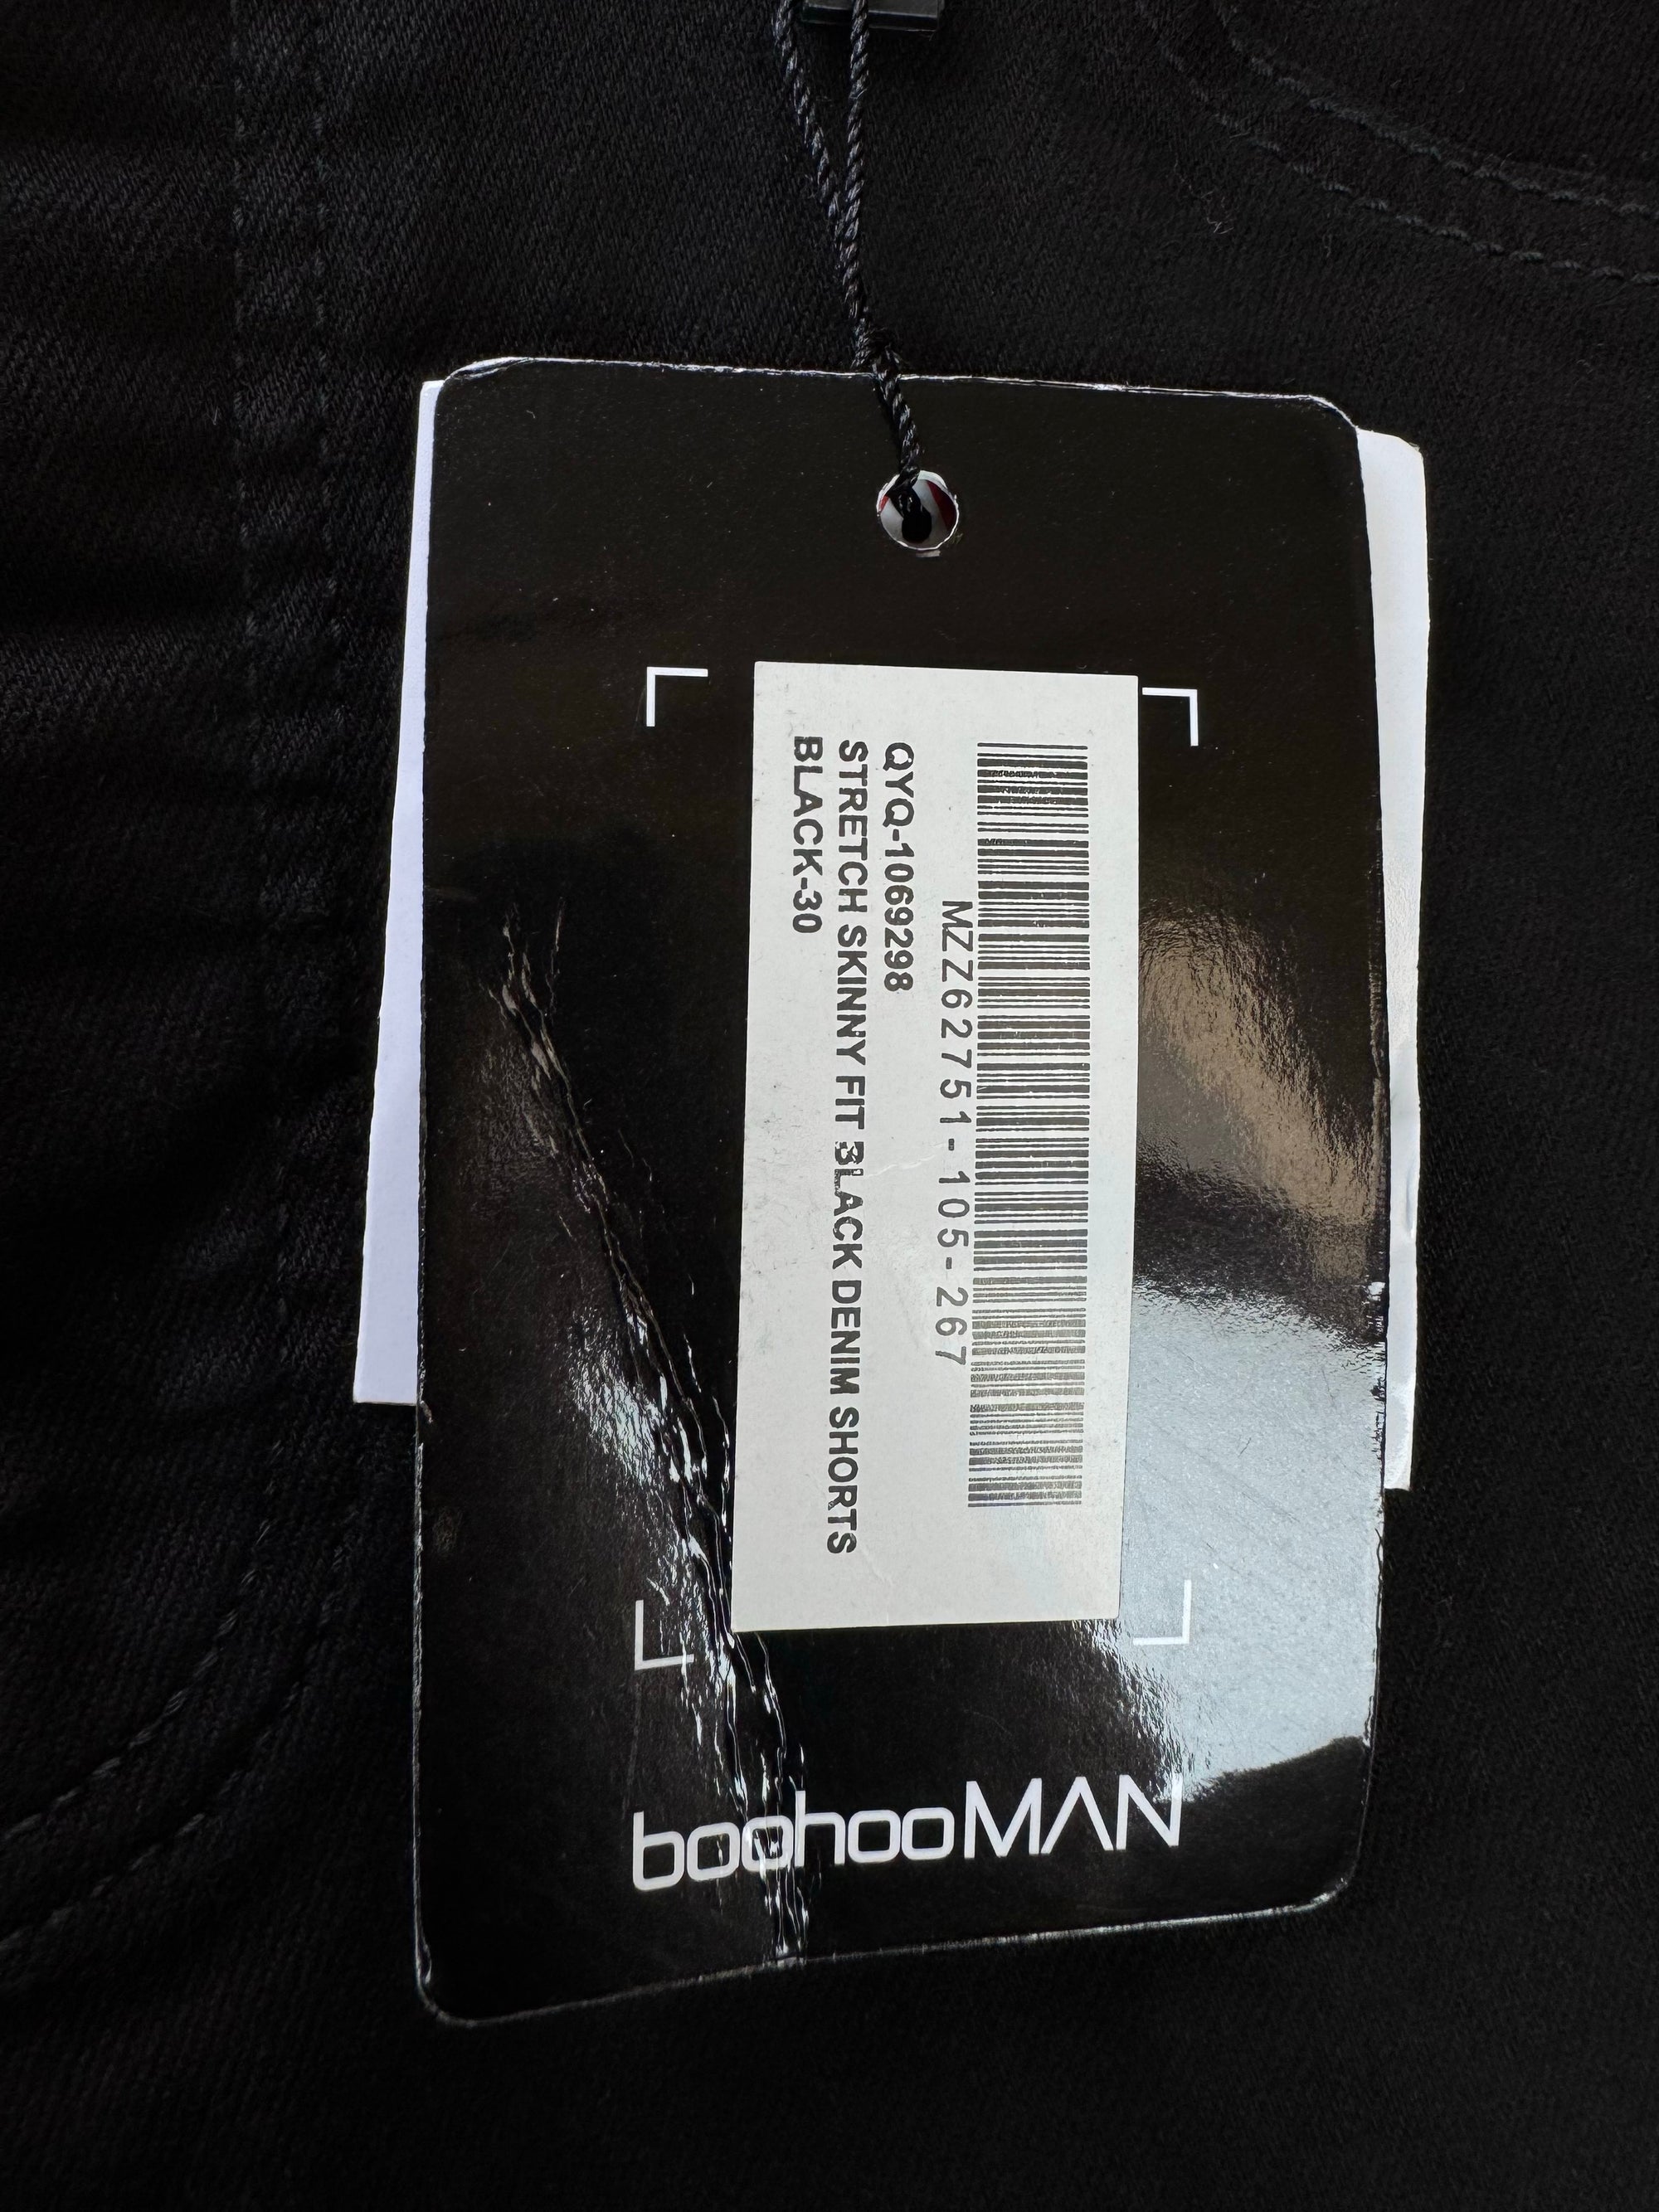 MZZ62751-105-267
QYQ-1069298
STRETCH SKINNY FIT BLACK DENIM SHORTS
BLACK-30
boohooMAN